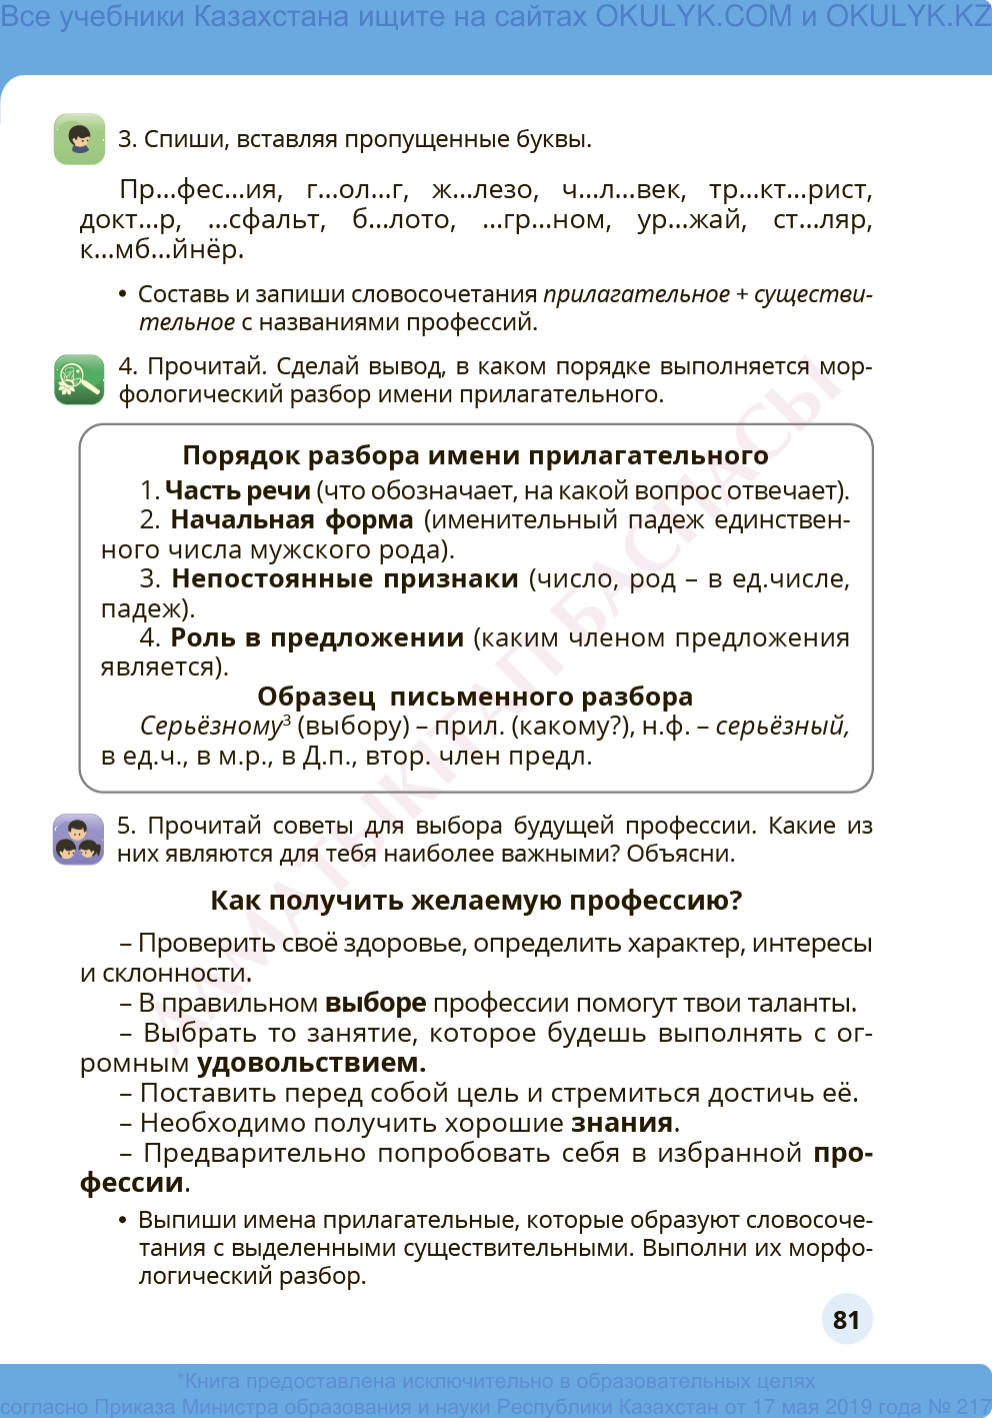 Все учебники Казахстана ищите на сайтах OKULYK.COM и OKULYK.KZ
3. Спиши, вставляя пропущенные буквы.
Пр...фес...ия, г...ол...г, ж...лезо, ч...л...век, тр...кт...рист,
докт...р, ...сфальт, б...лото, ...гр...ном, ур...жай, ст...ляр,
к...мб...йнёр.
• Составь и запиши словосочетания прилагательное + существи-
тельное с названиями профессий.
4. Прочитай. Сделай вывод, в каком порядке выполняется мор-
фологический разбор имени прилагательного.
Порядок разбора имени прилагательного
1. Часть речи (что обозначает, на какой вопрос отвечает).
2. Начальная форма (именительный падеж единствен-
ного числа мужского рода).
3. Непостоянные признаки (число, род – в ед.числе,
падеж).
4. Роль в предложении (каким членом предложения
является).
Образец письменного разбора
Серьёзному³ (выбору) – прил. (какому?), н.ф. – серьёзный,
в ед.ч., в м.р., в Д.п., втор. член предл.
5. Прочитай советы для выбора будущей профессии. Какие из
них являются для тебя наиболее важными? Объясни.
Как получить желаемую профессию?
– Проверить своё здоровье, определить характер, интересы
и склонности.
– В правильном выборе профессии помогут твои таланты.
– Выбрать то занятие, которое будешь выполнять с ог-
ромным удовольствием.
– Поставить перед собой цель и стремиться достичь её.
– Необходимо получить хорошие знания.
– Предварительно попробовать себя в избранной про-
фессии.
• Выпиши имена прилагательные, которые образуют словосоче-
тания с выделенными существительными. Выполни их морфо-
логический разбор.
81
АЛМАТЫКІТАП БАСПАСЫ
*Книга предоставлена исключительно в образовательных целях
согласно Приказа Министра образования и науки Республики Казахстан от 17 мая 2019 года № 217